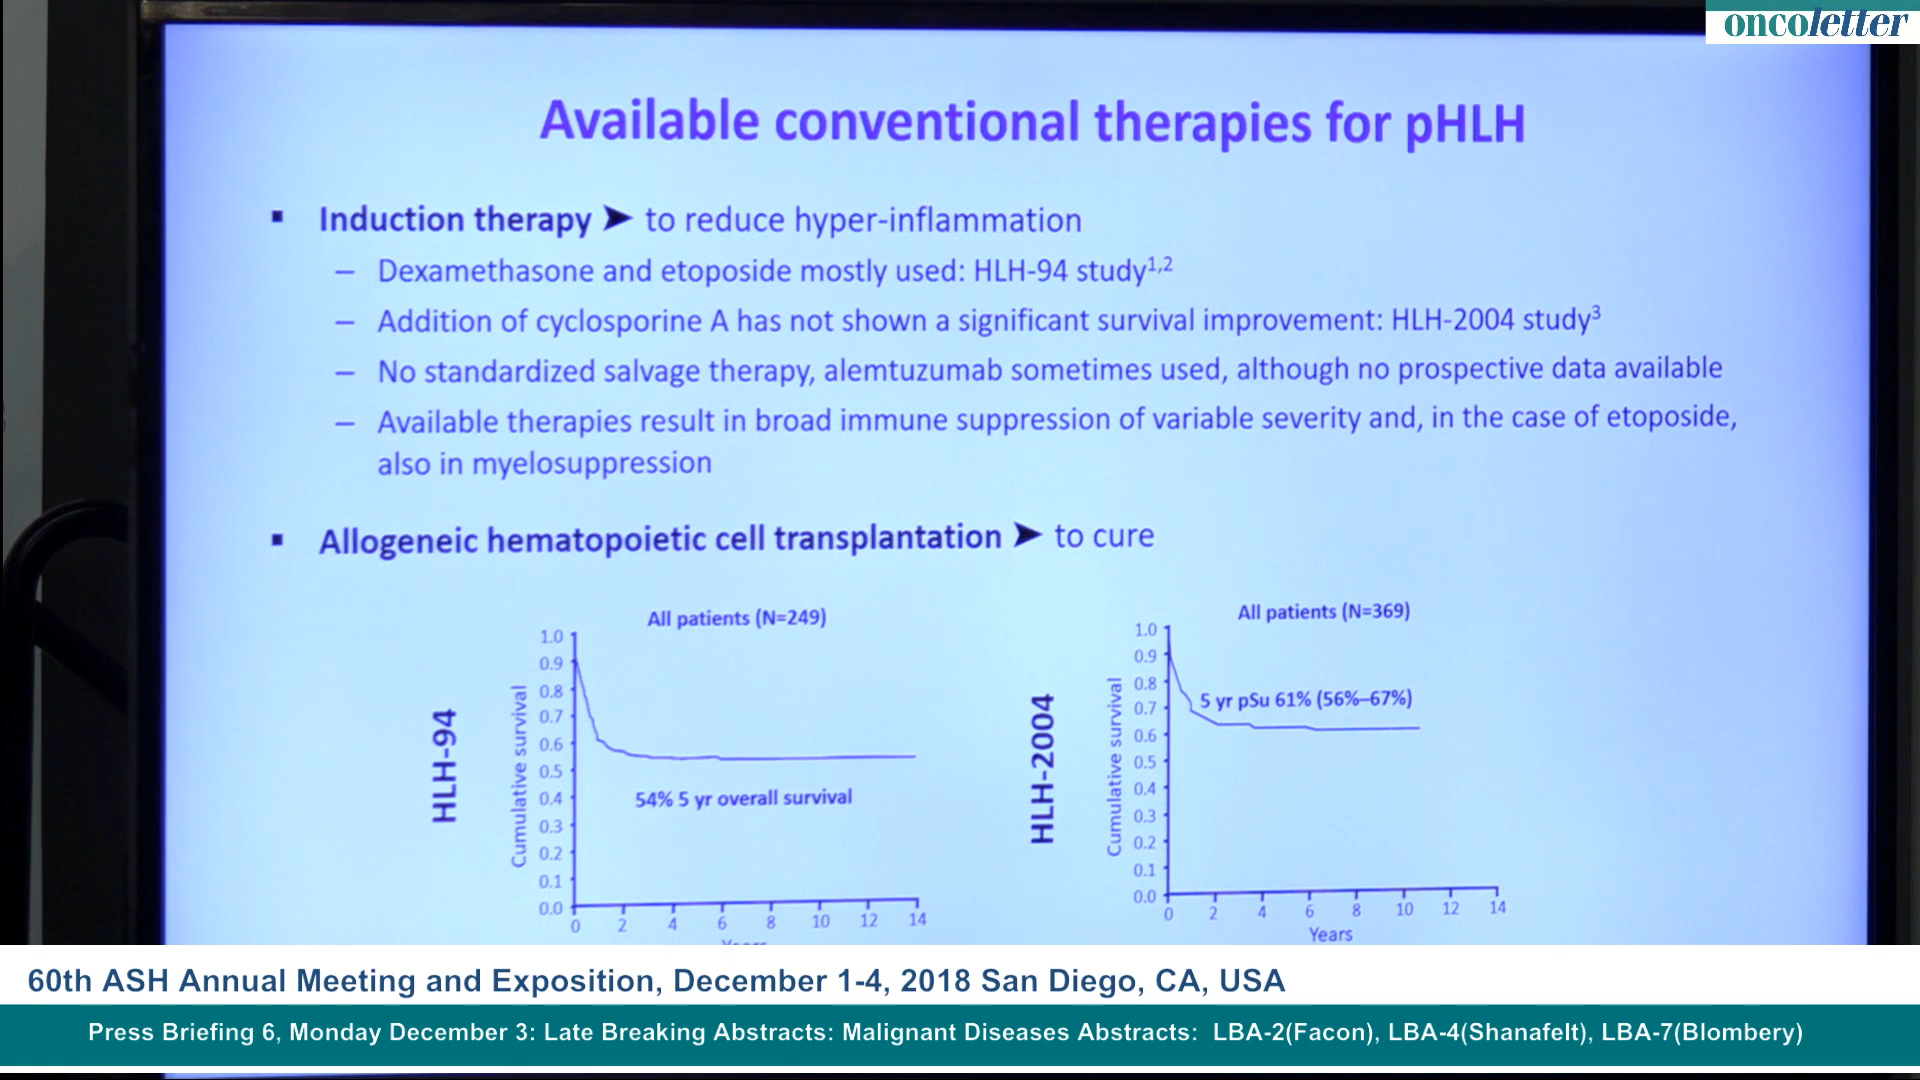 oncoletter
Available conventional therapies for pHLH
▪ Induction therapy ➤ to reduce hyper-inflammation
– Dexamethasone and etoposide mostly used: HLH-94 study1,2
– Addition of cyclosporine A has not shown a significant survival improvement: HLH-2004 study3
– No standardized salvage therapy, alemtuzumab sometimes used, although no prospective data available
– Available therapies result in broad immune suppression of variable severity and, in the case of etoposide,
also in myelosuppression
▪ Allogeneic hematopoietic cell transplantation ➤ to cure
HLH-94
All patients (N=249)
Cumulative survival
1.0
0.9
0.8
0.7
0.6
0.5
0.4
0.3
0.2
0.1
0.0
54% 5 yr overall survival
0 2 4 6 8 10 12 14
Years
HLH-2004
All patients (N=369)
Cumulative survival
1.0
0.9
0.8
0.7
0.6
0.5
0.4
0.3
0.2
0.1
0.0
5 yr pSu 61% (56%–67%)
0 2 4 6 8 10 12 14
Years
60th ASH Annual Meeting and Exposition, December 1-4, 2018 San Diego, CA, USA
Press Briefing 6, Monday December 3: Late Breaking Abstracts: Malignant Diseases Abstracts: LBA-2(Facon), LBA-4(Shanafelt), LBA-7(Blombery)